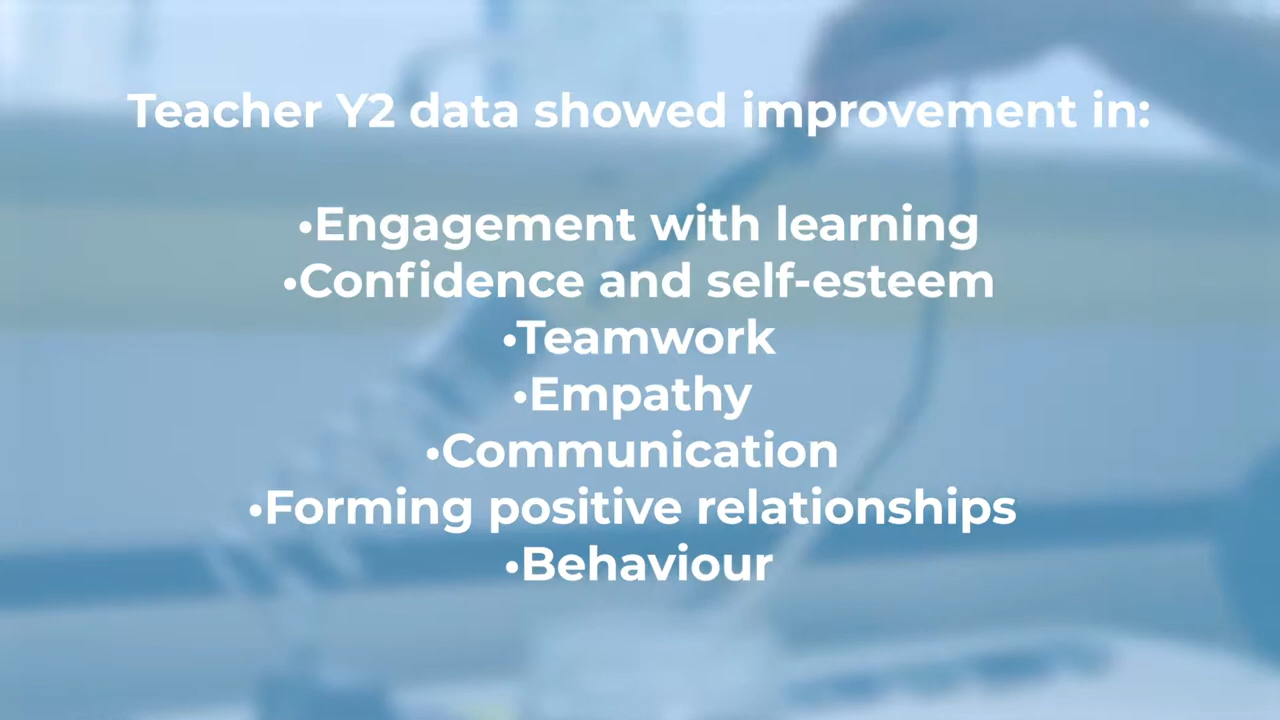 Teacher Y2 data showed improvement in:
•Engagement with learning
•Confidence and self-esteem
•Teamwork
•Empathy
•Communication
•Forming positive relationships
•Behaviour